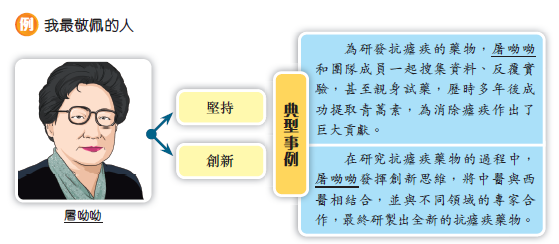 例 我最敬佩的人
屠呦呦
堅持
創新
典型事例
為研發抗瘧疾的藥物，屠呦呦
和團隊成員一起搜集資料、反覆實
驗，甚至親身試藥，歷時多年後成
功提取青蒿素，為消除瘧疾作出了
巨大貢獻。
在研究抗瘧疾藥物的過程中，
屠呦呦發揮創新思維，將中醫與西
醫相結合，並與不同領域的專家合
作，最終研製出全新的抗瘧疾藥物。